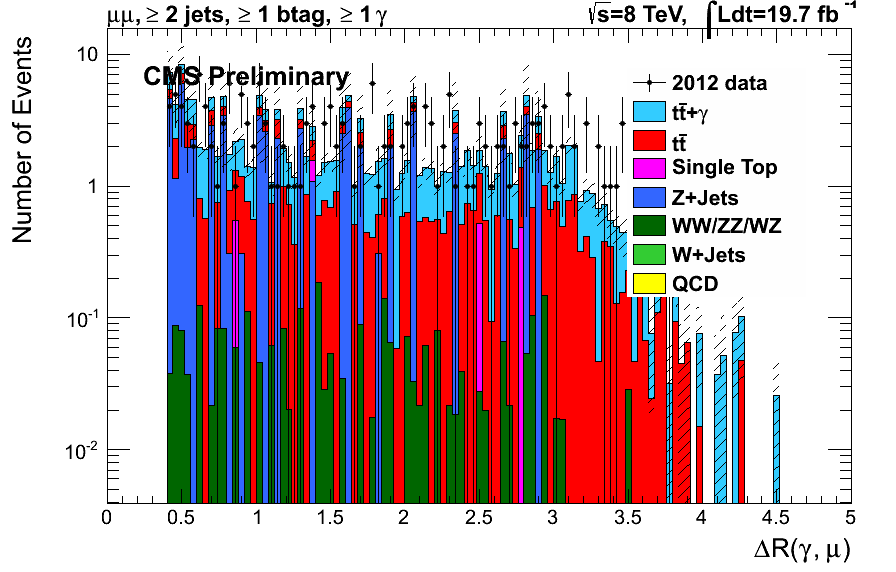 μμ, ≥ 2 jets, ≥ 1 btag, ≥ 1 γ
√s=8 TeV, ∫Ldt=19.7 fb⁻¹
Number of Events
CMS Preliminary
2012 data
tt̄+γ
tt̄
Single Top
Z+Jets
WW/ZZ/WZ
W+Jets
QCD
10
1
10⁻¹
10⁻²
0 0.5 1 1.5 2 2.5 3 3.5 4 4.5 5
ΔR(γ, μ)